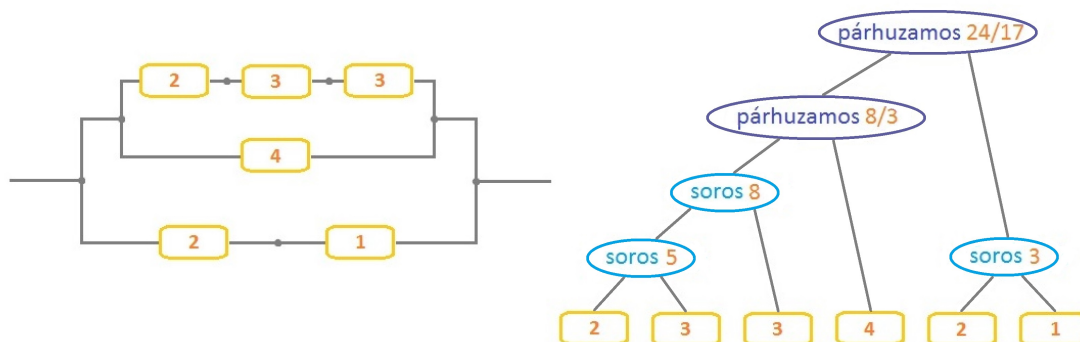 2 3 3
4
2 1
párhuzamos 24/17
párhuzamos 8/3
soros 8
soros 5
soros 3
2 3 3 4 2 1